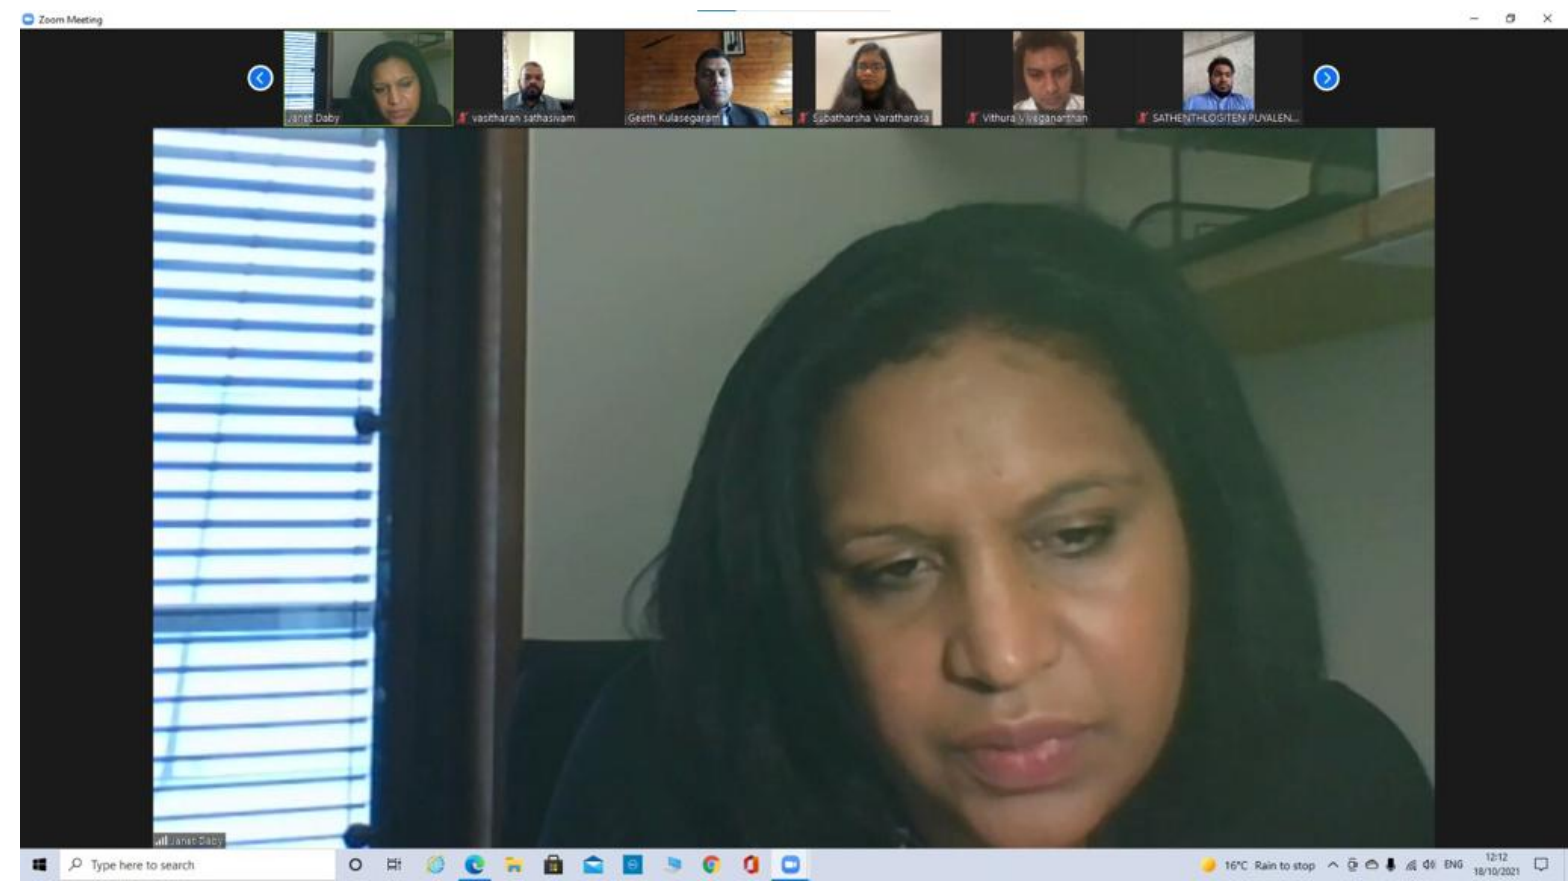 Zoom Meeting
Janet Daby
vasitharan sathasivam
Geeth Kulasegaram
Subatharsha Varatharasa
Vithura Vivegananthan
SATHENTHLOGITEN PUVALEN...
Janet Daby
Type here to search
16°C Rain to stop
ENG
12:12
18/10/2021